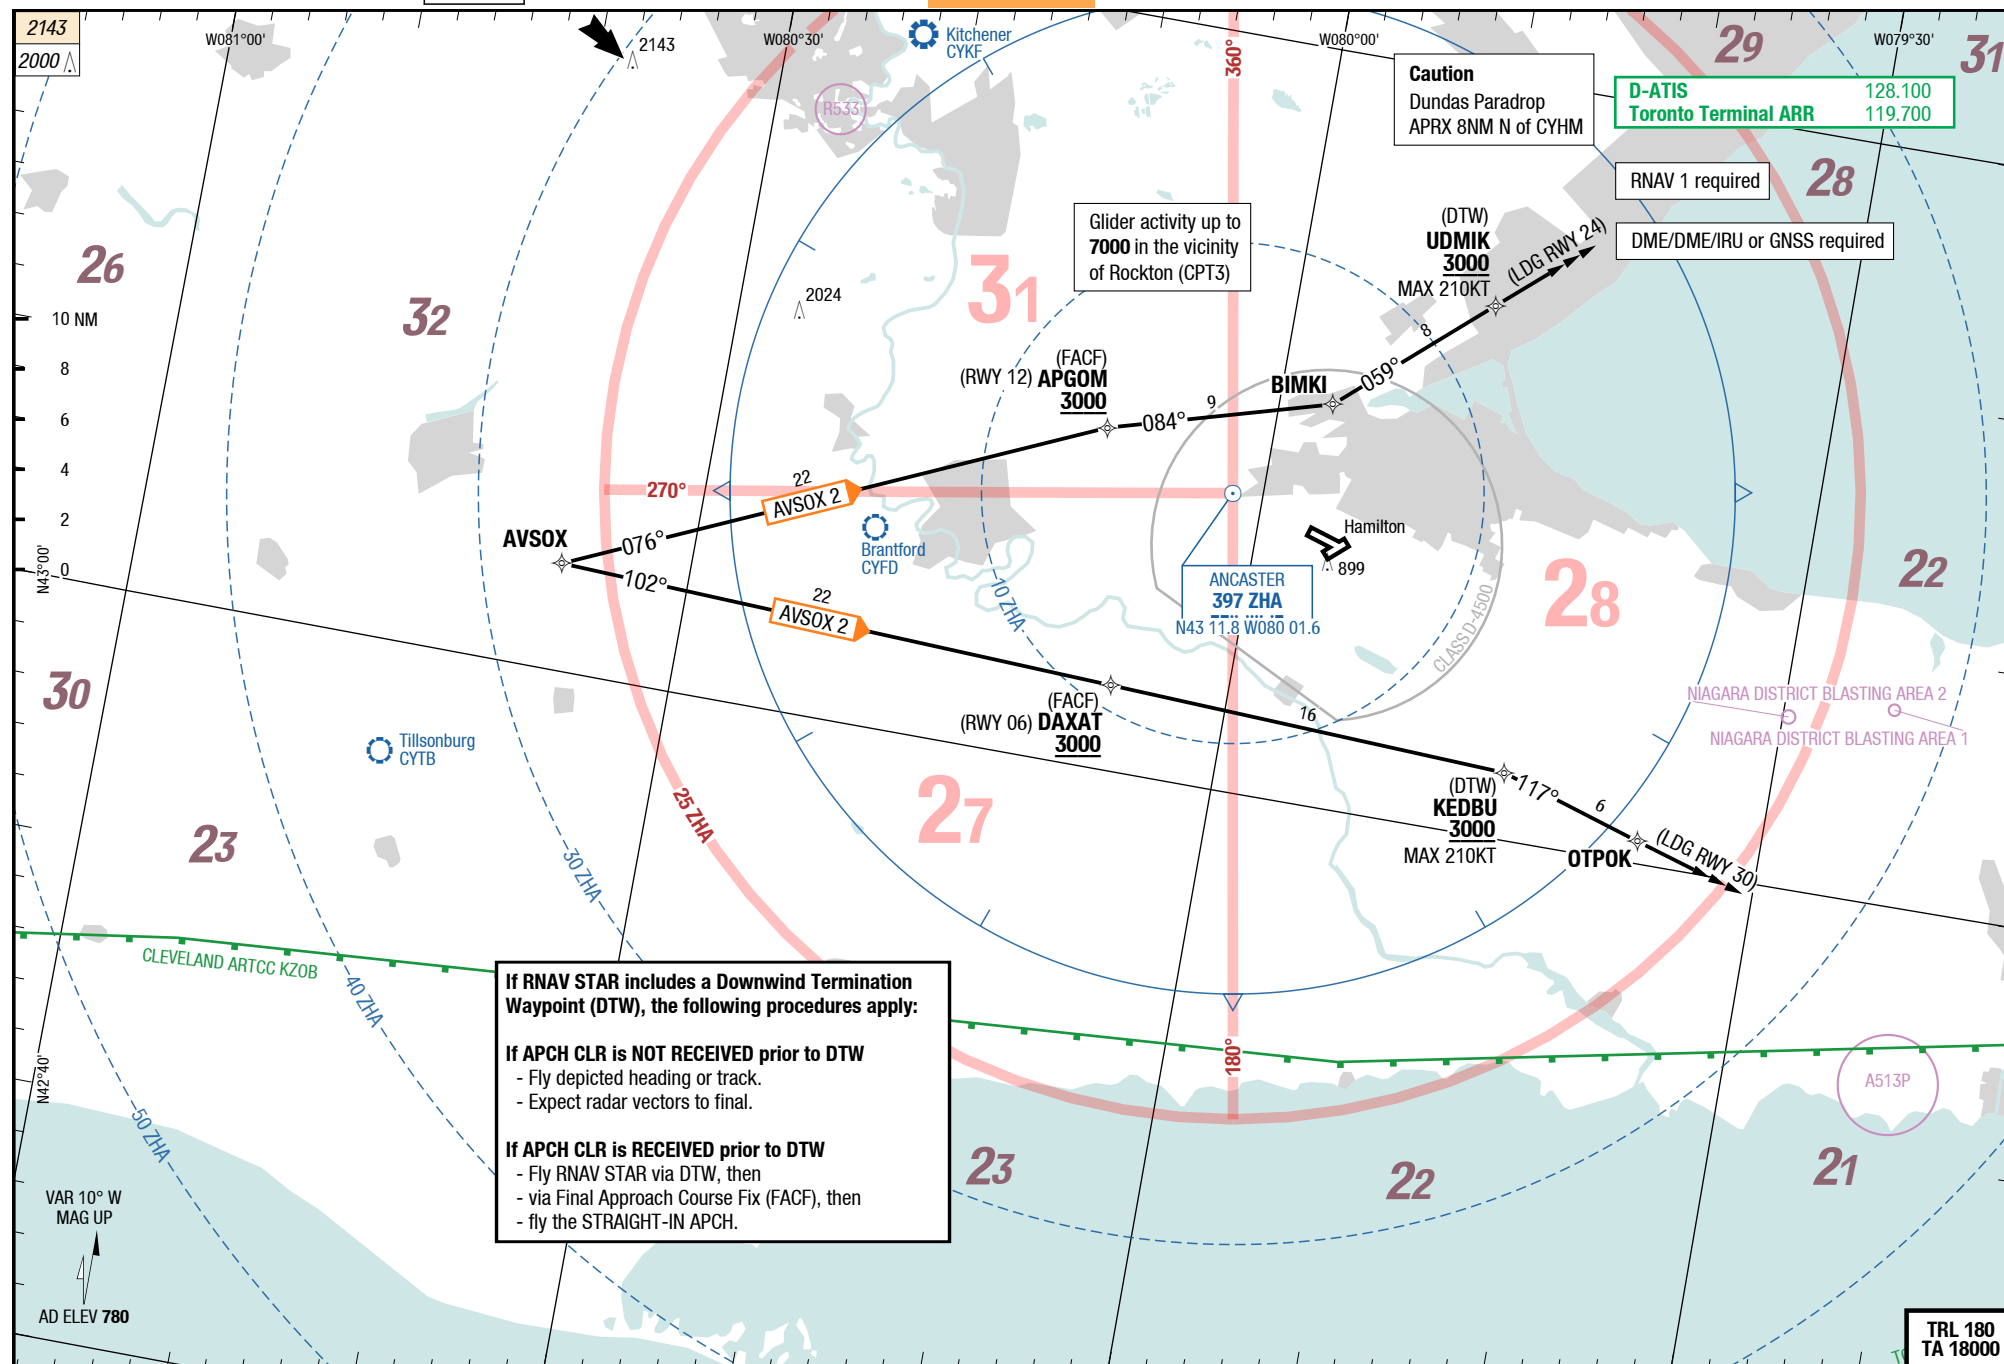 2143
2000
W081°00'
2143
W080°30'
Kitchener
CYKF
R533
360°
W080°00'
Caution
Dundas Paradrop
APRX 8NM N of CYHM
29
W079°30'
31
D-ATIS 128.100
Toronto Terminal ARR 119.700
RNAV 1 required
28
DME/DME/IRU or GNSS required
26
32
10 NM
8
6
4
2
0
N43°00'
Glider activity up to
7000 in the vicinity
of Rockton (CPT3)
31
2024
(DTW)
UDMIK
3000
MAX 210KT
(LDG RWY 24)
8
059°
BIMKI
(FACF)
(RWY 12) APGOM
3000
084°
9
22
AVSOX 2
270°
076°
AVSOX
102°
22
AVSOX 2
Brantford
CYFD
10 ZHA
Hamilton
899
ANCASTER
397 ZHA
N43 11.8 W080 01.6
CLASS D-4500
28
22
30
Tillsonburg
CYTB
(FACF)
(RWY 06) DAXAT
3000
16
NIAGARA DISTRICT BLASTING AREA 2
NIAGARA DISTRICT BLASTING AREA 1
(DTW)
KEDBU
3000
MAX 210KT
117°
6
OTPOK
(LDG RWY 30)
27
25 ZHA
30 ZHA
23
CLEVELAND ARTCC KZOB
40 ZHA
50 ZHA
N42°40'
If RNAV STAR includes a Downwind Termination
Waypoint (DTW), the following procedures apply:
If APCH CLR is NOT RECEIVED prior to DTW
- Fly depicted heading or track.
- Expect radar vectors to final.
If APCH CLR is RECEIVED prior to DTW
- Fly RNAV STAR via DTW, then
- via Final Approach Course Fix (FACF), then
- fly the STRAIGHT-IN APCH.
180°
A513P
23
22
21
VAR 10° W
MAG UP
AD ELEV 780
TRL 180
TA 18000